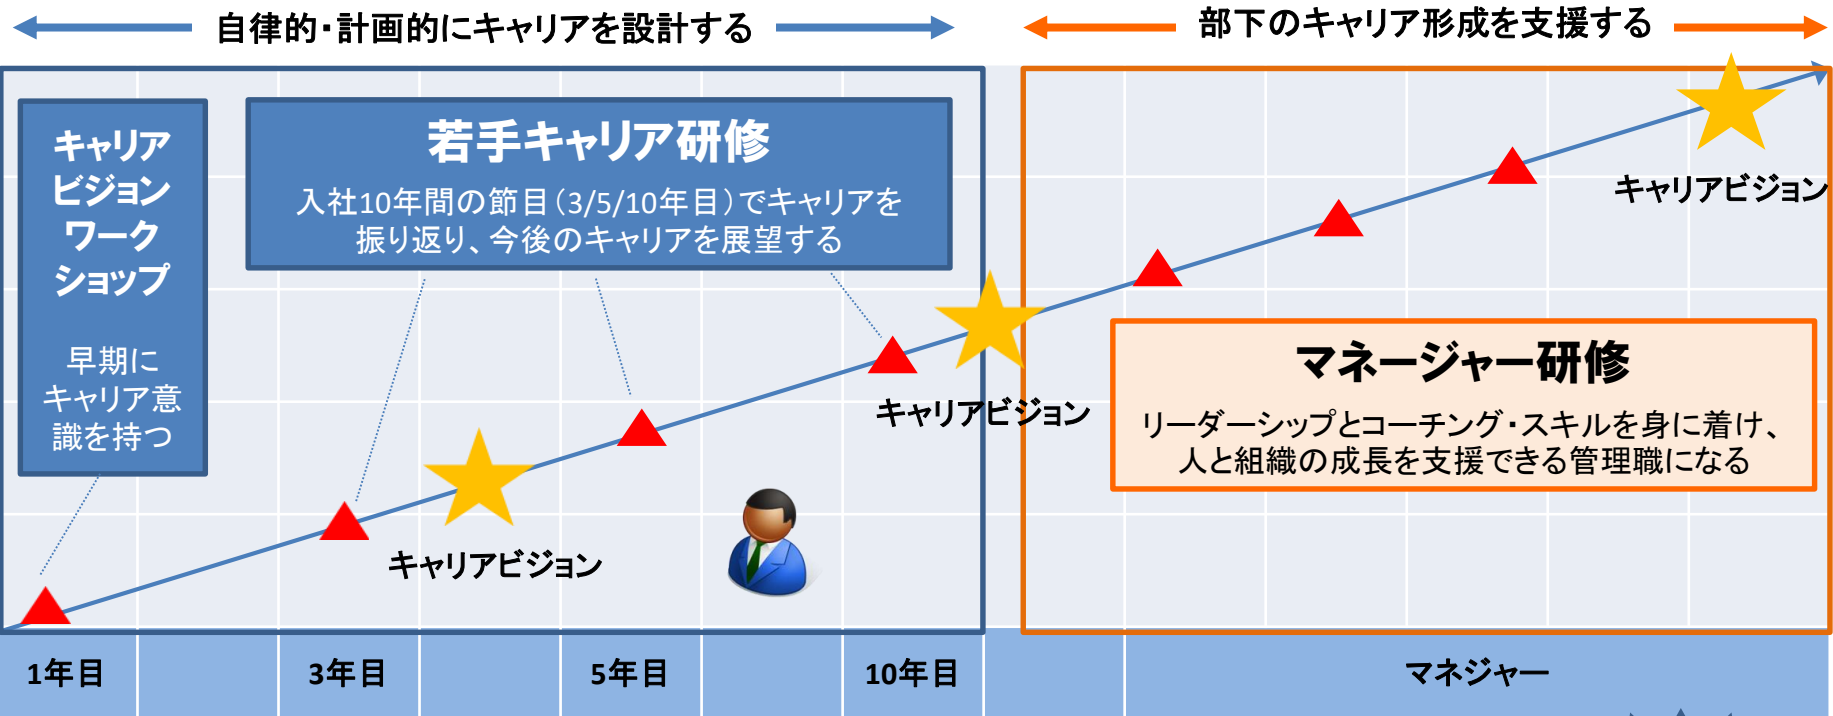 自律的・計画的にキャリアを設計する
部下のキャリア形成を支援する
キャリア
ビジョン
ワーク
ショップ
早期に
キャリア意
識を持つ
若手キャリア研修
入社10年間の節目（3/5/10年目）でキャリアを
振り返り、今後のキャリアを展望する
キャリアビジョン
キャリアビジョン
キャリアビジョン
マネージャー研修
リーダーシップとコーチング・スキルを身に着け、
人と組織の成長を支援できる管理職になる
1年目
3年目
5年目
10年目
マネジャー